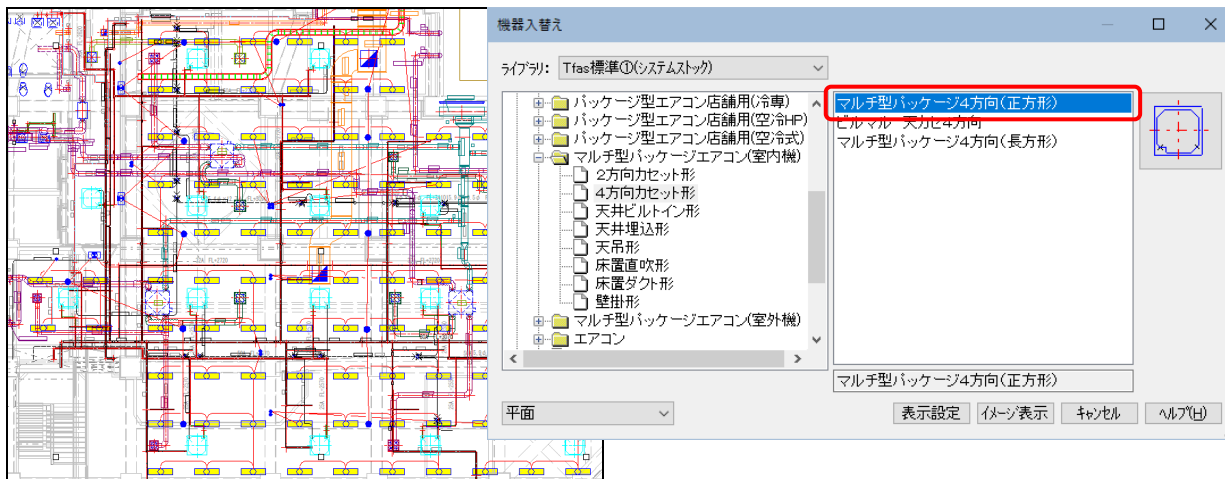 機器入替え
ライブラリ: Tfas標準①(システムストック)
パッケージ型エアコン店舗用(冷専)
パッケージ型エアコン店舗用(空冷HP)
パッケージ型エアコン店舗用(空冷式)
マルチ型パッケージエアコン(室内機)
2方向カセット形
4方向カセット形
天井ビルトイン形
天井埋込形
天吊形
床置直吹形
床置ダクト形
壁掛形
マルチ型パッケージエアコン(室外機)
エアコン
マルチ型パッケージ4方向(正方形)
ビルマル 天カセ4方向
マルチ型パッケージ4方向(長方形)
マルチ型パッケージ4方向(正方形)
平面
表示設定
イメージ表示
キャンセル
ヘルプ(H)